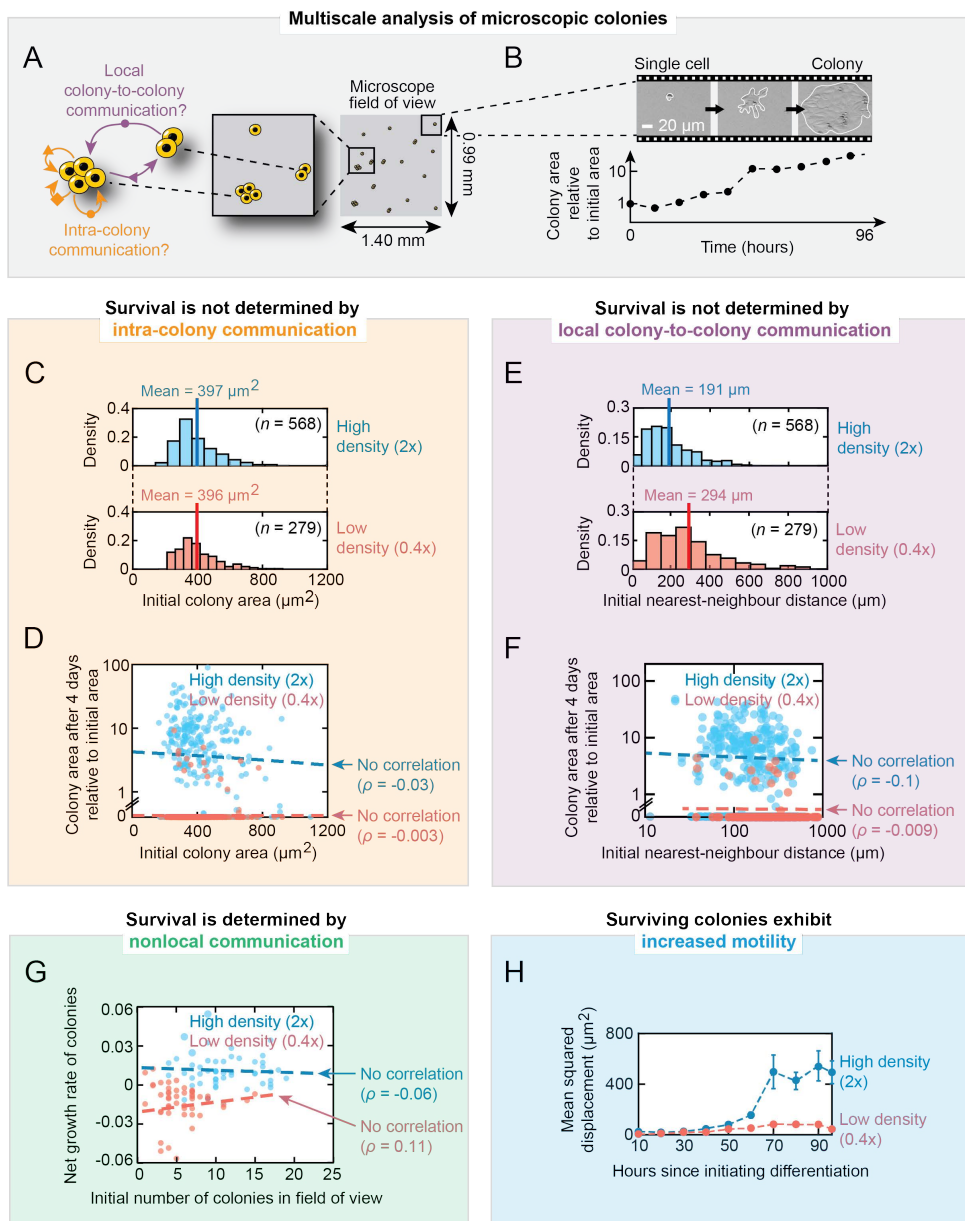 Multiscale analysis of microscopic colonies
A
Local
colony-to-colony
communication?
Intra-colony
communication?
Microscope
field of view
0.99 mm
1.40 mm
B
Single cell
Colony
20 µm
Colony area
relative
to initial area
10
1
0
96
Time (hours)
Survival is not determined by
intra-colony communication
C
Mean = 397 µm2
Density
0.4
0.2
0
(n = 568)
High
density (2x)
Mean = 396 µm2
Density
0.4
0.2
0
(n = 279)
Low
density (0.4x)
0
400
800
1200
Initial colony area (µm2)
D
Colony area after 4 days
relative to initial area
100
10
1
0
High density (2x)
Low density (0.4x)
No correlation
(ρ = -0.03)
No correlation
(ρ = -0.003)
0
400
800
1200
Initial colony area (µm2)
Survival is not determined by
local colony-to-colony communication
E
Mean = 191 µm
Density
0.3
0.15
0
(n = 568)
High
density (2x)
Mean = 294 µm
Density
0.3
0.15
0
(n = 279)
Low
density (0.4x)
0
200
400
600
800
1000
Initial nearest-neighbour distance (µm)
F
Colony area after 4 days
relative to initial area
100
10
1
0
High density (2x)
Low density (0.4x)
No correlation
(ρ = -0.1)
No correlation
(ρ = -0.009)
10
100
1000
Initial nearest-neighbour distance (µm)
Survival is determined by
nonlocal communication
G
Net growth rate of colonies
0.06
0.03
0
-0.03
-0.06
High density (2x)
Low density (0.4x)
No correlation
(ρ = -0.06)
No correlation
(ρ = 0.11)
0
5
10
15
20
25
Initial number of colonies in field of view
Surviving colonies exhibit
increased motility
H
Mean squared
displacement (µm2)
800
400
0
High density
(2x)
Low density
(0.4x)
10
30
50
70
90
Hours since initiating differentiation